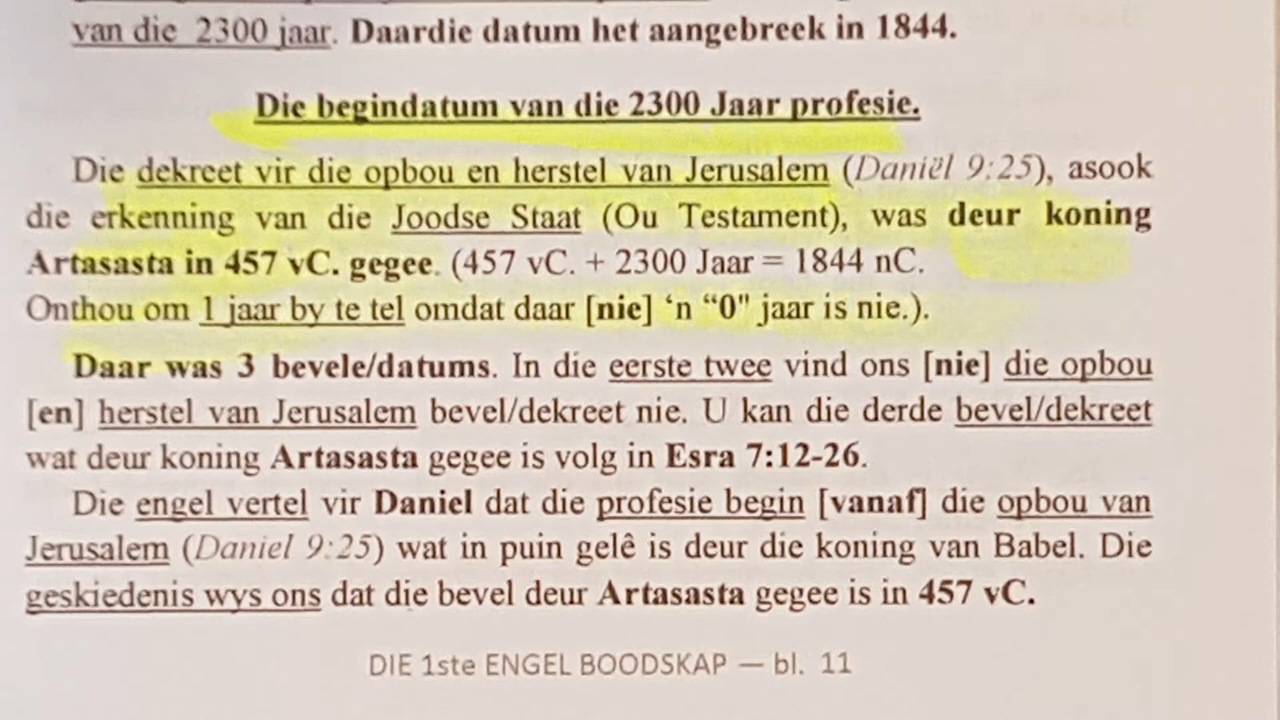 van die 2300 jaar. Daardie datum het aangebreek in 1844.
Die begindatum van die 2300 Jaar profesie.
Die dekreet vir die opbou en herstel van Jerusalem (Daniël 9:25), asook
die erkenning van die Joodse Staat (Ou Testament), was deur koning
Artasasta in 457 vC. gegee. (457 vC. + 2300 Jaar = 1844 nC.
Onthou om 1 jaar by te tel omdat daar [nie] ‘n “0" jaar is nie.).
Daar was 3 bevele/datums. In die eerste twee vind ons [nie] die opbou
[en] herstel van Jerusalem bevel/dekreet nie. U kan die derde bevel/dekreet
wat deur koning Artasasta gegee is volg in Esra 7:12-26.
Die engel vertel vir Daniel dat die profesie begin [vanaf] die opbou van
Jerusalem (Daniel 9:25) wat in puin gelê is deur die koning van Babel. Die
geskiedenis wys ons dat die bevel deur Artasasta gegee is in 457 vC.
DIE 1ste ENGEL BOODSKAP — bl. 11